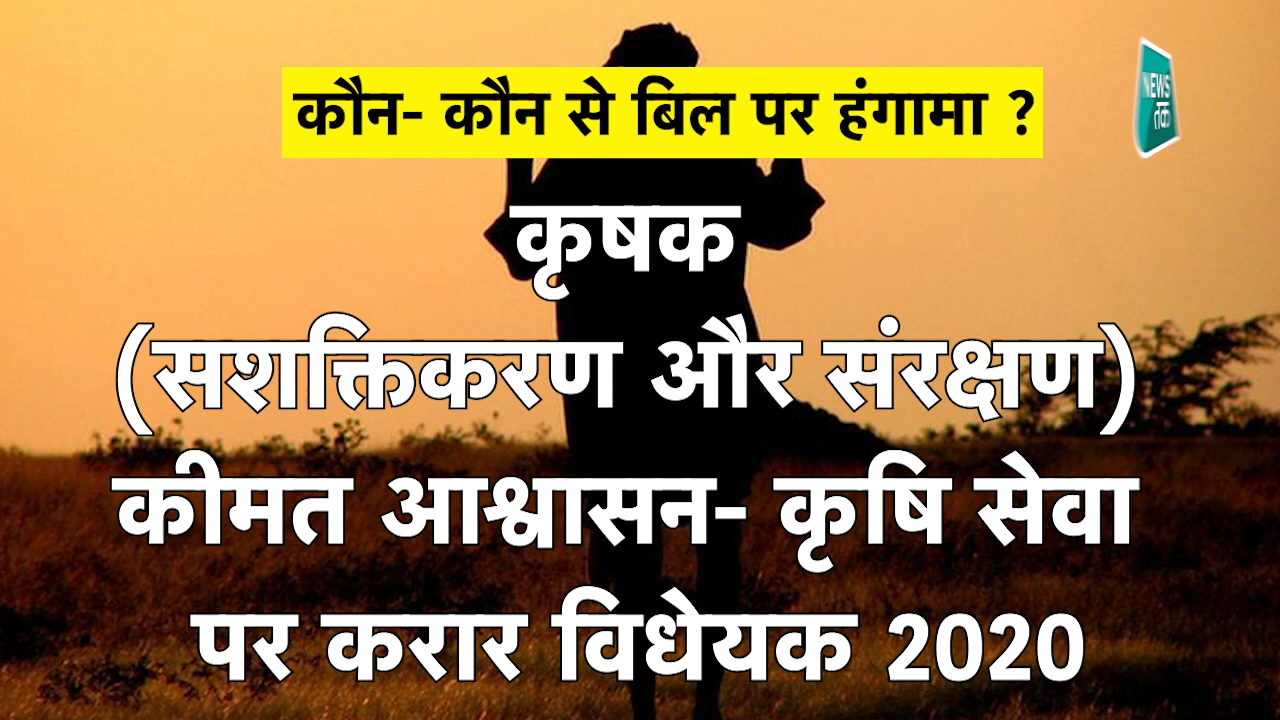 कौन- कौन से बिल पर हंगामा ?
NEWS
तक
कृषक
(सशक्तिकरण और संरक्षण)
कीमत आश्वासन- कृषि सेवा
पर करार विधेयक 2020